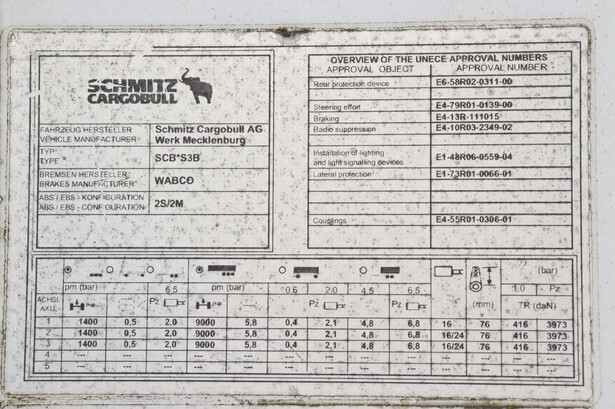 SCHMITZ
CARGOBULL
FAHRZEUG HERSTELLER
VEHICLE MANUFACTURER
Schmitz Cargobull AG
Werk Mecklenburg
TYP
TYPE
SCB*S3B
BREMSEN HERSTELLER
BRAKES MANUFACTURER
WABCO
ABS / EBS - KONFIGURATION
ABS / EBS - CONFIGURATION
2S/2M
OVERVIEW OF THE UNECE APPROVAL NUMBERS
APPROVAL OBJECT APPROVAL NUMBER
Rear protection device E6-58R02-0311-00
Steering effort E4-79R01-0139-00
Braking E4-13R-111015
Radio suppression E4-10R03-2349-02
Installation of lighting
and light signalling devices E1-48R06-0559-04
Lateral protection E1-73R01-0066-01
Couplings E4-55R01-0306-01
(bar)
pm (bar) 6,5 pm (bar) 0,6 2,0 4,5 6,5 1,0 Pz
ACHSE
AXLE
Pz Pz Pz (mm) TR (daN)
1 1400 0,5 2,0 9000 5,8 0,4 2,1 4,8 6,8 16 76 416 3973
2 1400 0,5 2,0 9000 5,8 0,4 2,1 4,8 6,8 16/24 76 416 3973
3 1400 0,5 2,0 9000 5,8 0,4 2,1 4,8 6,8 16/24 76 416 3973
4 --- --- --- --- --- --- --- --- --- --- --- --- ---
5 --- --- --- --- --- --- --- --- --- --- --- --- ---